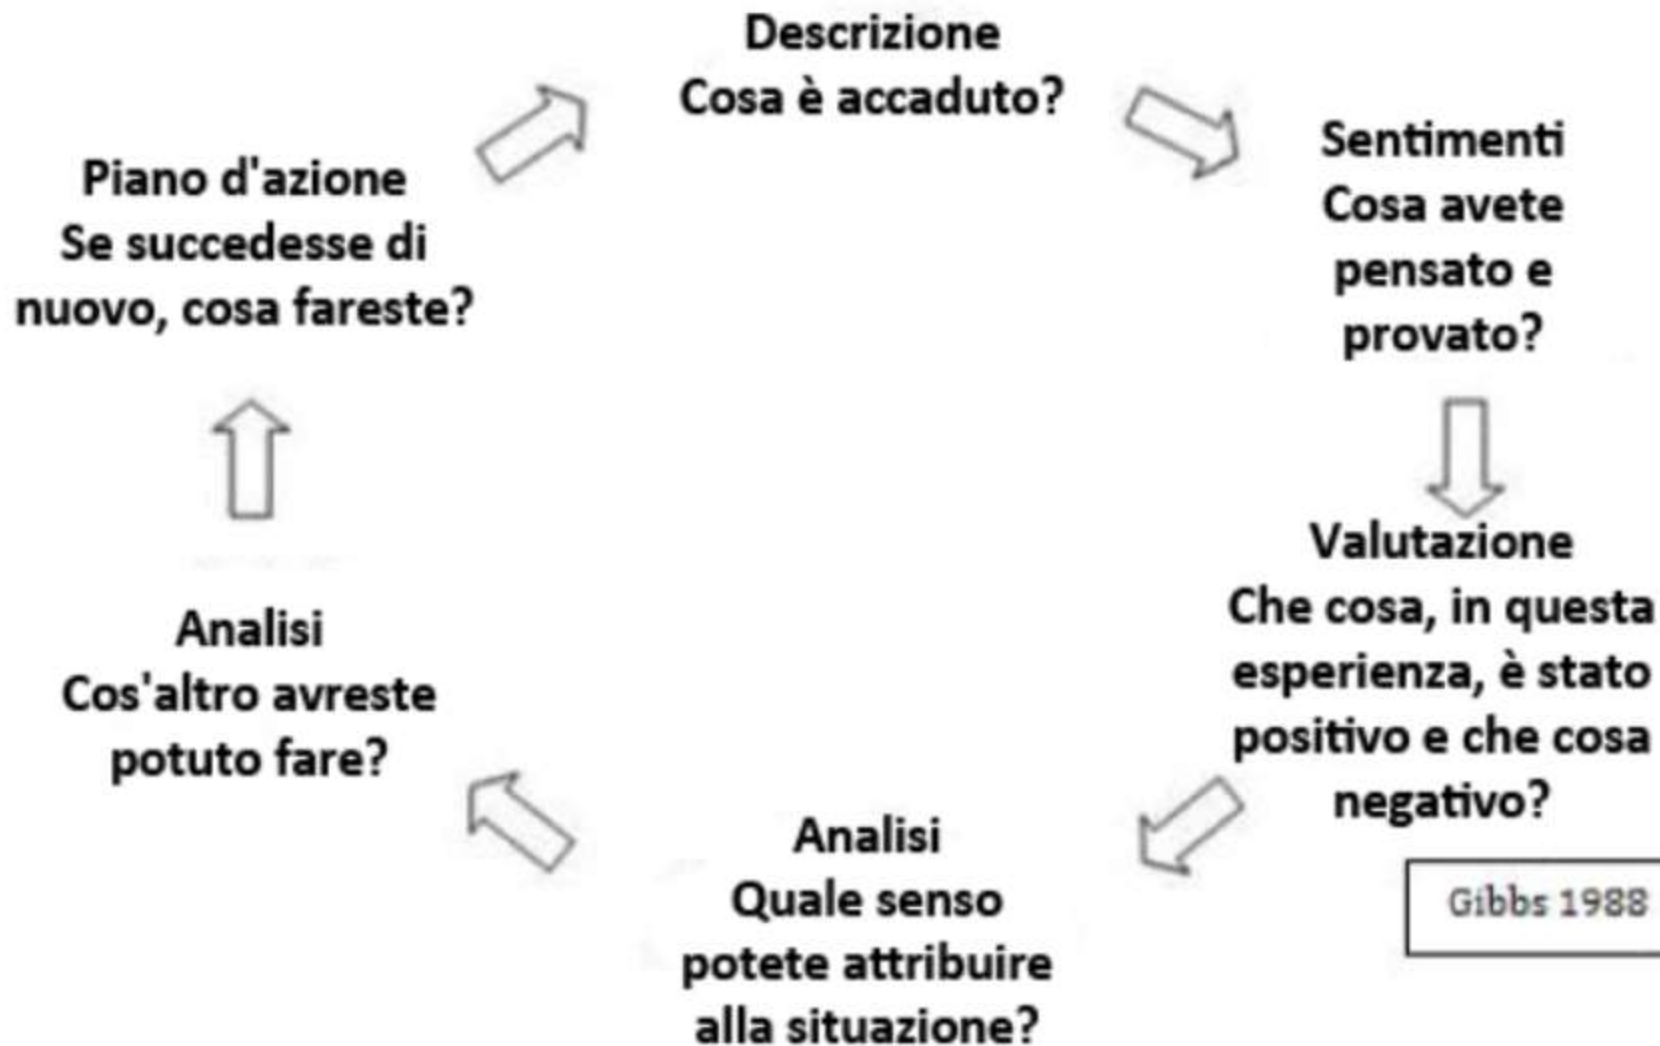 Descrizione
Cosa è accaduto?
Sentimenti
Cosa avete
pensato e
provato?
Valutazione
Che cosa, in questa
esperienza, è stato
positivo e che cosa
negativo?
Gibbs 1988
Analisi
Quale senso
potete attribuire
alla situazione?
Analisi
Cos'altro avreste
potuto fare?
Piano d'azione
Se succedesse di
nuovo, cosa fareste?